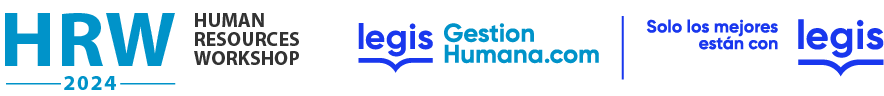 HRW
2024
HUMAN
RESOURCES
WORKSHOP
legis
Gestion
Humana.com
Solo los mejores
están con
legis